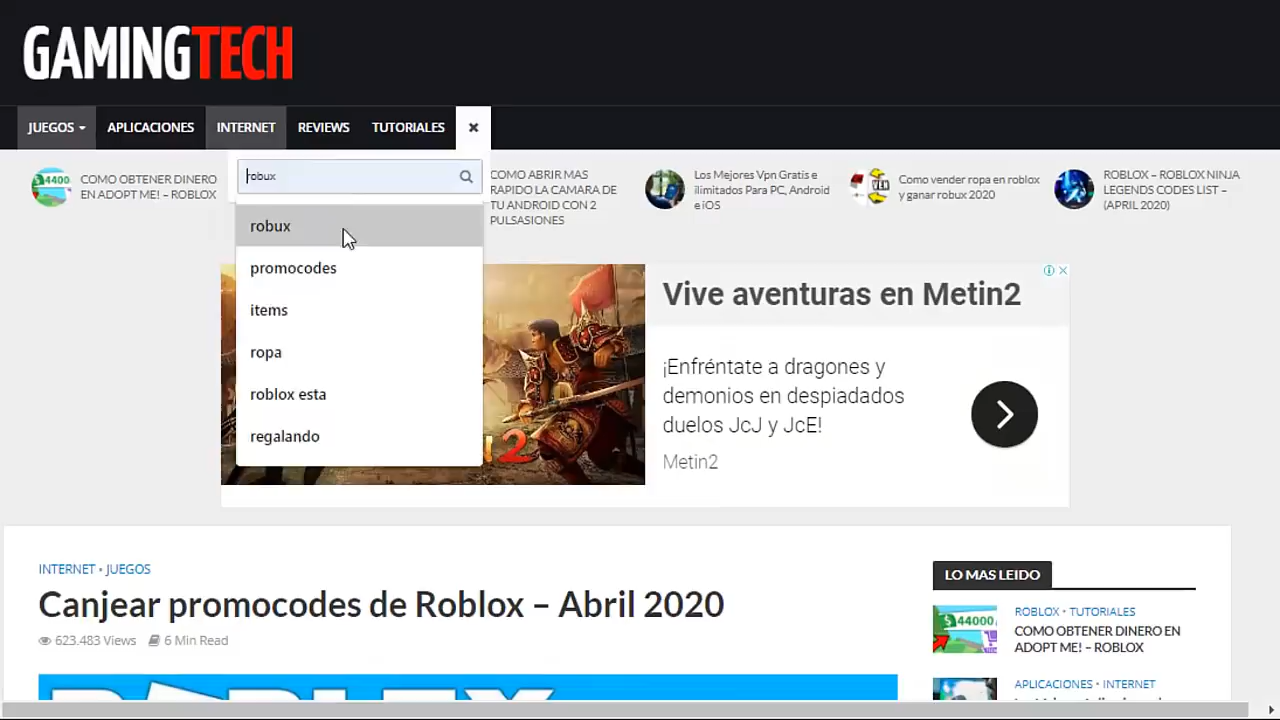 GAMINGTECH
JUEGOS
APLICACIONES
INTERNET
REVIEWS
TUTORIALES
COMO OBTENER DINERO
EN ADOPT ME! – ROBLOX
robux
COMO ABRIR MAS
RAPIDO LA CAMARA DE
TU ANDROID CON 2
PULSASIONES
Los Mejores Vpn Gratis e
ilimitados Para PC, Android
e iOS
VEN
Como vender ropa en roblox
y ganar robux 2020
ROBLOX – ROBLOX NINJA
LEGENDS CODES LIST –
(APRIL 2020)
robux
promocodes
items
ropa
roblox esta
regalando
2
Vive aventuras en Metin2
¡Enfréntate a dragones y
demonios en despiadados
duelos JcJ y JcE!
Metin2
INTERNET • JUEGOS
Canjear promocodes de Roblox – Abril 2020
623.483 Views
6 Min Read
ROBLOX
LO MAS LEIDO
$44000
ROBLOX • TUTORIALES
COMO OBTENER DINERO EN
ADOPT ME! – ROBLOX
APLICACIONES • INTERNET